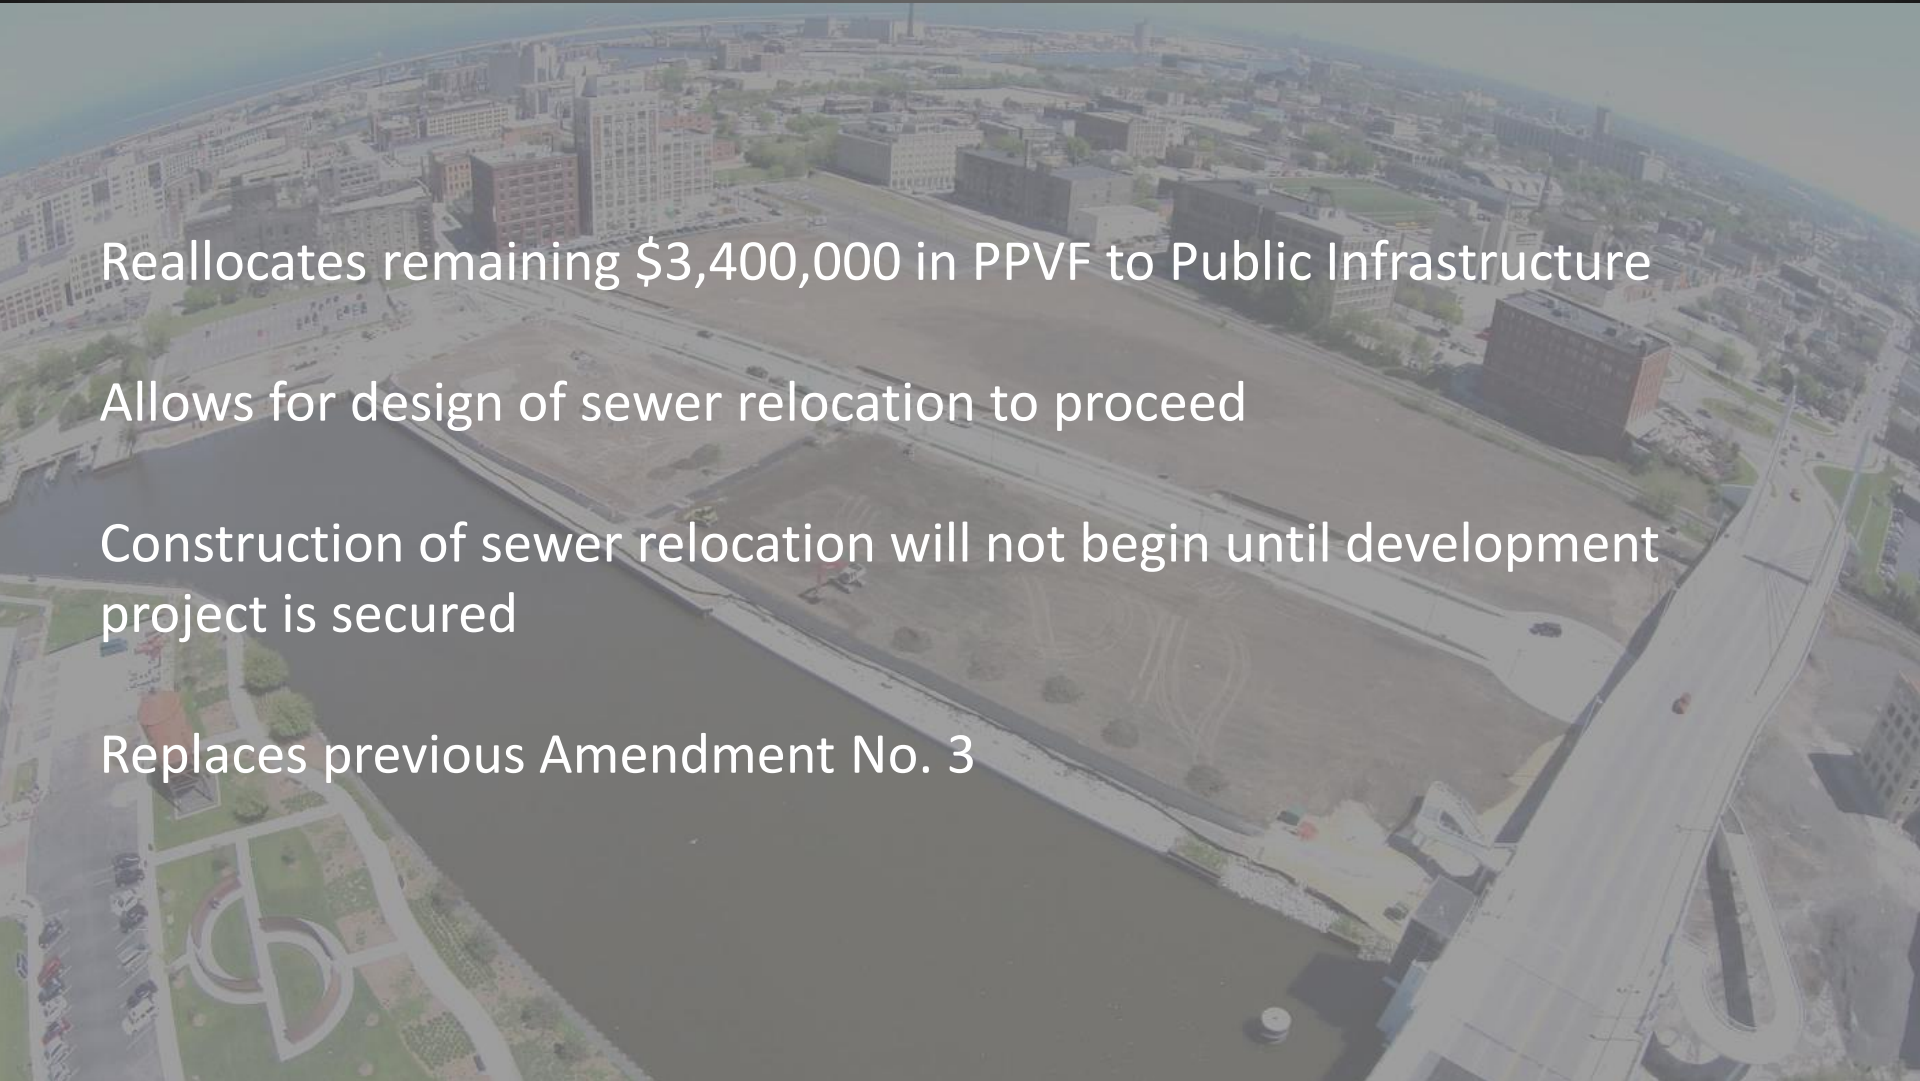 Reallocates remaining $3,400,000 in PPVF to Public Infrastructure
Allows for design of sewer relocation to proceed
Construction of sewer relocation will not begin until development
project is secured
Replaces previous Amendment No. 3